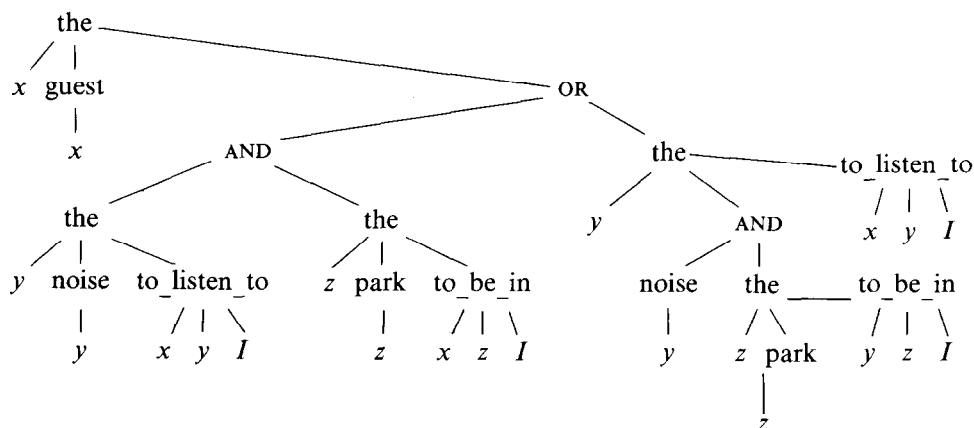 the
x guest OR
x AND the to_listen_to
the the y AND x y I
y noise to_listen_to z park to_be_in noise the to_be_in
y x y I z x z I y z park y z I
z